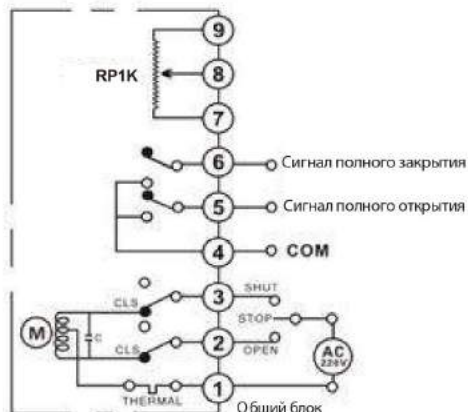 9
RP1K
8
7
6 Сигнал полного закрытия
5 Сигнал полного открытия
4 COM
CLS 3 SHUT
STOP
M C
CLS 2 OPEN
AC
220V
THERMAL 1 Общий блок